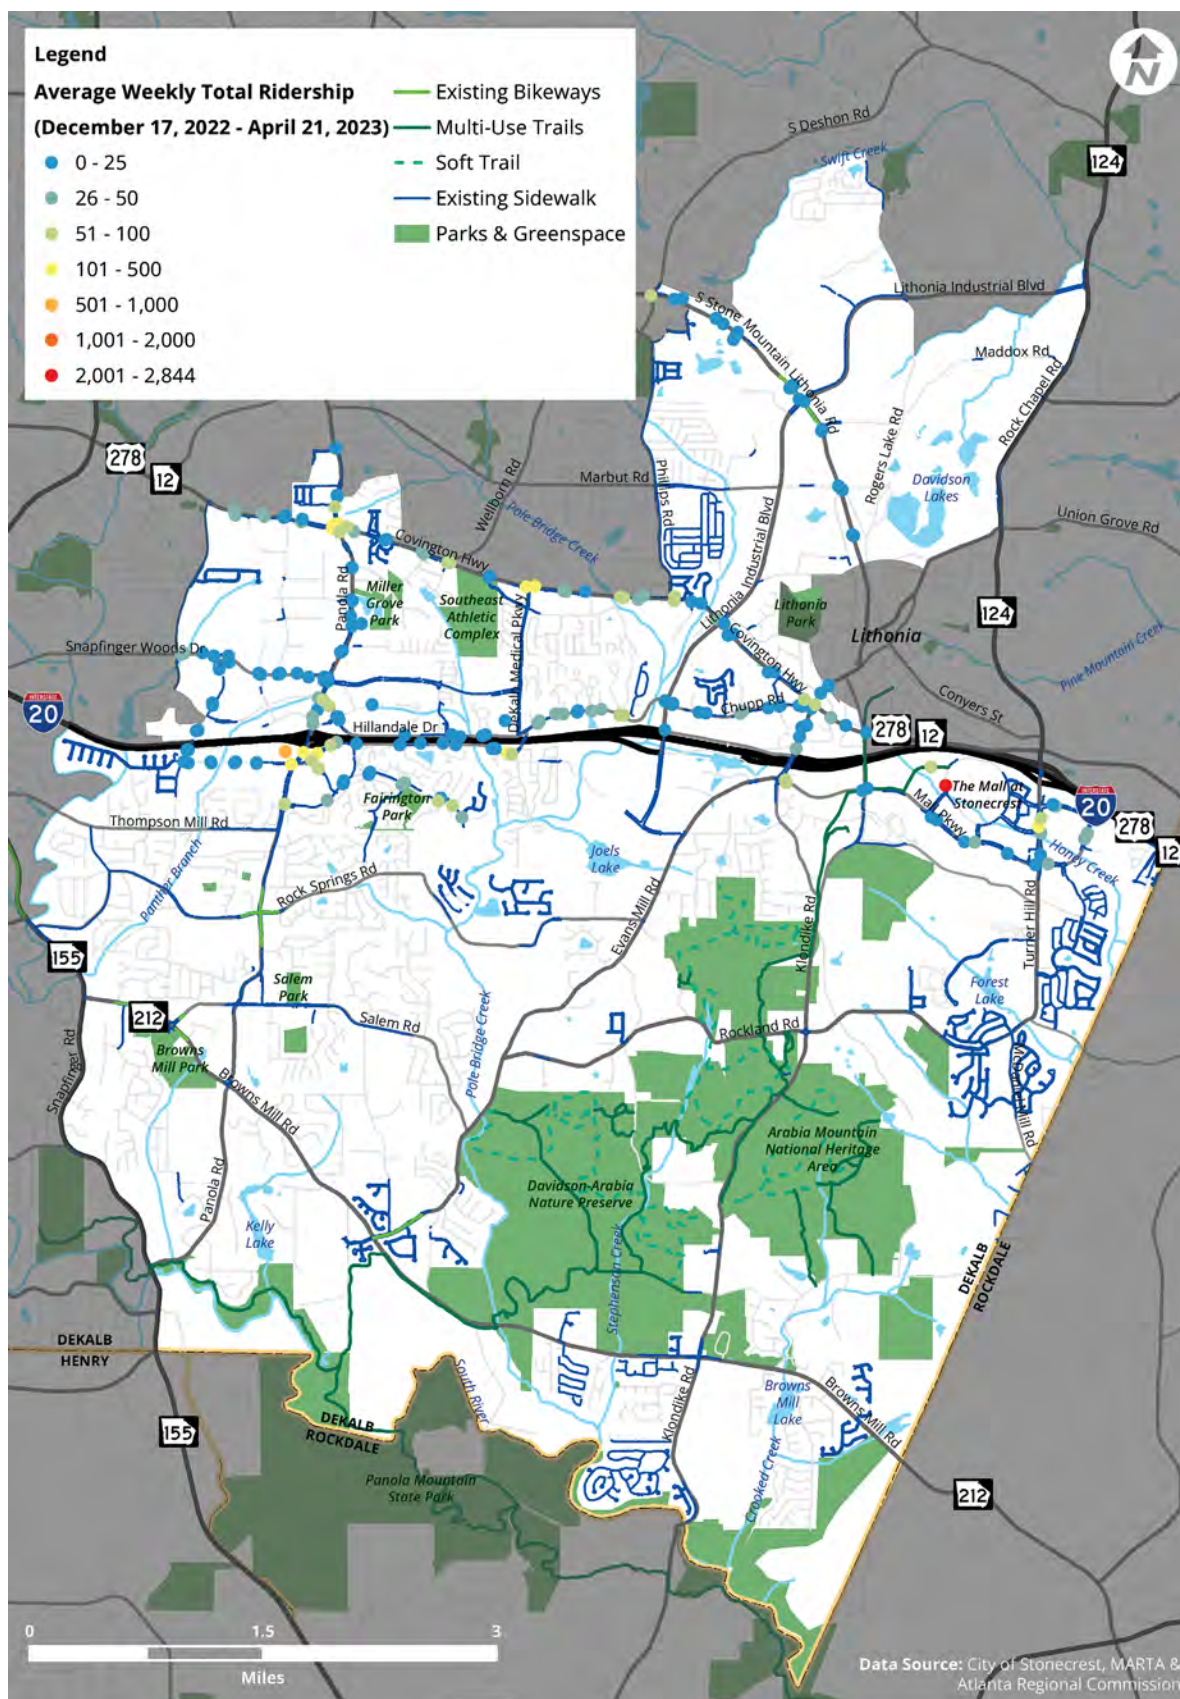 Legend
Average Weekly Total Ridership
(December 17, 2022 - April 21, 2023)
0 - 25
26 - 50
51 - 100
101 - 500
501 - 1,000
1,001 - 2,000
2,001 - 2,844
Existing Bikeways
Multi-Use Trails
Soft Trail
Existing Sidewalk
Parks & Greenspace
N
S Deshon Rd
Swift Creek
124
Lithonia Industrial Blvd
S Stone Mountain Lithonia Rd
Maddox Rd
Rock Chapel Rd
Rogers Lake Rd
278
12
Wellborn Rd
Marbut Rd
Phillips Rd
Davidson
Lakes
Union Grove Rd
Pole Bridge Creek
Covington Hwy
Lithonia Industrial Blvd
Panola Rd
Miller
Grove
Park
Southeast
Athletic
Complex
DeKalb Medical Pkwy
Lithonia
Park
Lithonia
124
Snapfinger Woods Dr
Covington Hwy
Pine Mountain Creek
INTERSTATE
20
Hillandale Dr
Chupp Rd
Conyers St
278
12
The Mall at
Stonecrest
INTERSTATE
20
278
12
Mall Pkwy
Fairington
Park
Thompson Mill Rd
Honey Creek
Joels
Lake
Panther Branch
Rock Springs Rd
Evans Mill Rd
Klondike Rd
Turner Hill Rd
155
Salem
Park
Forest
Lake
212
Salem Rd
Rockland Rd
Pole Bridge Creek
Snapfinger Rd
Browns
Mill Park
McDaniel Mill Rd
Browns Mill Rd
Arabia Mountain
National Heritage
Area
Panola Rd
Davidson-Arabia
Nature Preserve
Kelly
Lake
Stephenson Creek
DEKALB
ROCKDALE
DEKALB
HENRY
South River
Klondike Rd
Browns
Mill
Lake
Browns Mill Rd
155
DEKALB
ROCKDALE
Panola Mountain
State Park
Crooked Creek
212
0
1.5
3
Miles
Data Source: City of Stonecrest, MARTA &
Atlanta Regional Commission